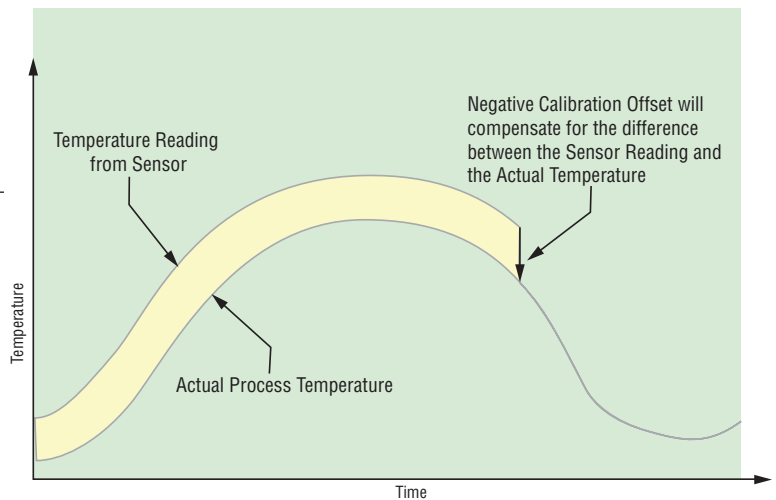 Negative Calibration Offset will
compensate for the difference
between the Sensor Reading and
the Actual Temperature
Temperature Reading
from Sensor
Temperature
Actual Process Temperature
Time